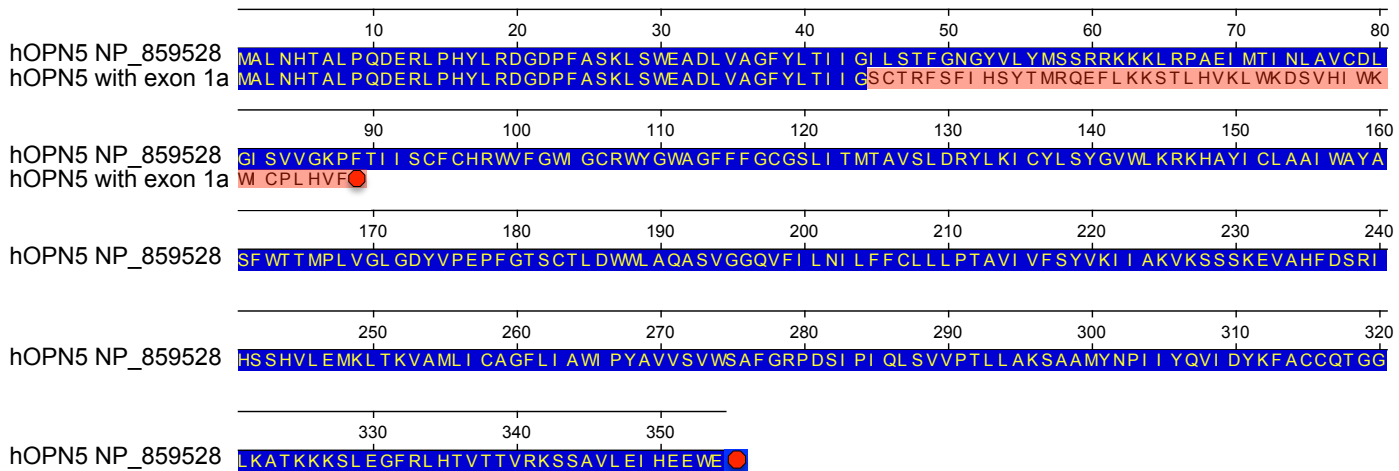 10 20 30 40 50 60 70 80
hOPN5 NP_859528 MALNHTALPQDERLPHYLRDGDPFASKLSWEADLVAGFYLTIIGILSTFGNGYVLYMSSRRKKKLRPAEIMTINLAVCDL
hOPN5 with exon 1a MALNHTALPQDERLPHYLRDGDPFASKLSWEADLVAGFYLTIIGSCTRFSFIHSYTMRQEFLKKSTLHVKLWKDSVHIWK
90 100 110 120 130 140 150 160
hOPN5 NP_859528 GISVVGKPFTIISCFCHRWVFGWIGCRWYGWAGFFFGCGSLITMTAVSLDRYLKICYLSYGVWLKRKHAYICLAAIWAYA
hOPN5 with exon 1a WICPLHVF
170 180 190 200 210 220 230 240
hOPN5 NP_859528 SFWTTMPLVGLGDYVPEPFGTSCTLDWWLAQASVGGQVFILNILFFCLLLPTAVIVFSYVKIIAKVKSSSKEVAHFDSRI
250 260 270 280 290 300 310 320
hOPN5 NP_859528 HSSHVLEMKLTKVAMLICAGFLIAWIPYAVVSVWSAFGRPDSIPIQLSVVPTLLAKSAAMYNPIIYQVIDYKFACCQTGG
330 340 350
hOPN5 NP_859528 LKATKKKSLEGFRLHTVTTVRKSSAVLEIHEEWE